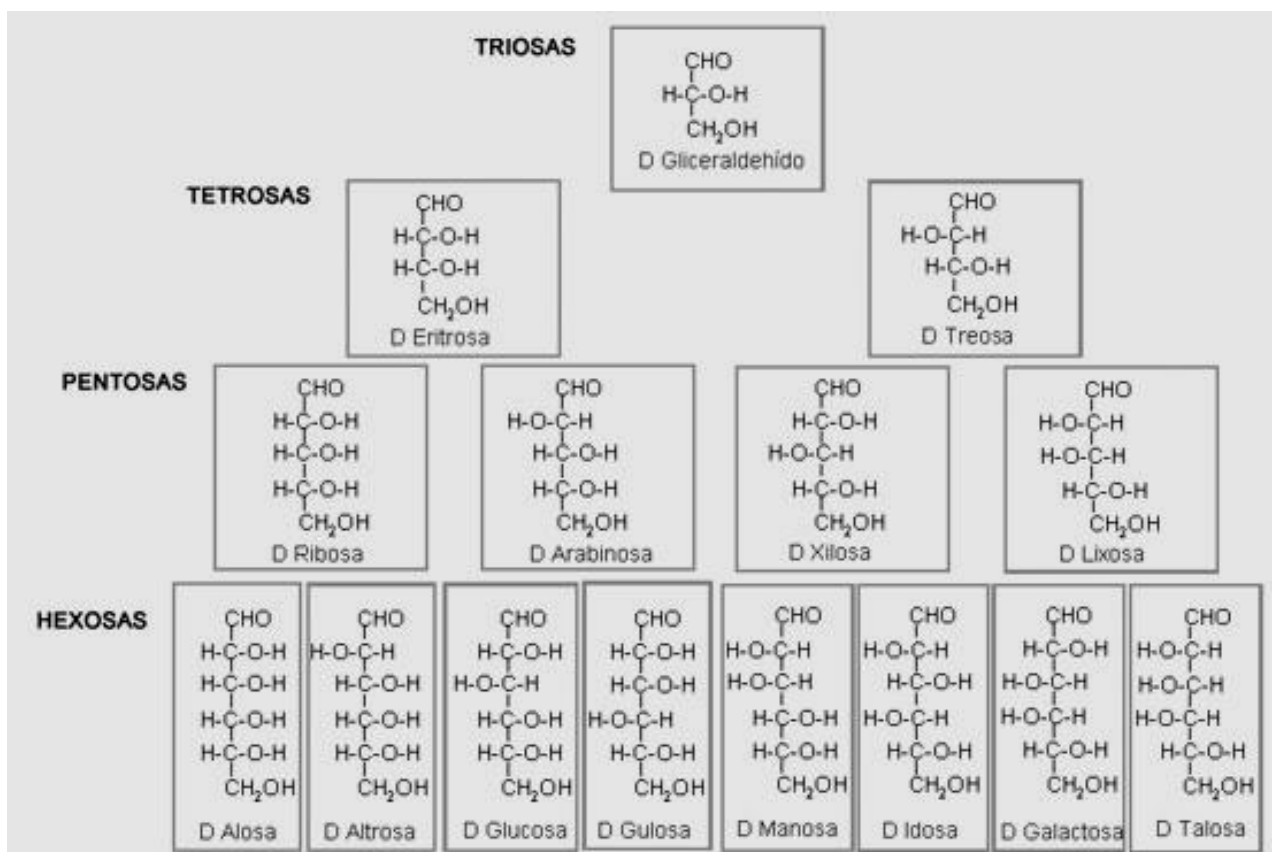 TRIOSAS
CHO
H-C-O-H
CH2OH
D Gliceraldehído
TETROSAS
CHO
H-C-O-H
H-C-O-H
CH2OH
D Eritrosa
CHO
H-O-C-H
H-C-O-H
CH2OH
D Treosa
PENTOSAS
CHO
H-C-O-H
H-C-O-H
H-C-O-H
CH2OH
D Ribosa
CHO
H-O-C-H
H-C-O-H
H-C-O-H
CH2OH
D Arabinosa
CHO
H-C-O-H
H-O-C-H
H-C-O-H
CH2OH
D Xilosa
CHO
H-O-C-H
H-O-C-H
H-C-O-H
CH2OH
D Lixosa
HEXOSAS
CHO
H-C-O-H
H-C-O-H
H-C-O-H
H-C-O-H
CH2OH
D Alosa
CHO
H-O-C-H
H-C-O-H
H-C-O-H
H-C-O-H
CH2OH
D Altrosa
CHO
H-C-O-H
H-O-C-H
H-C-O-H
H-C-O-H
CH2OH
D Glucosa
CHO
H-C-O-H
H-C-O-H
H-O-C-H
H-C-O-H
CH2OH
D Gulosa
CHO
H-O-C-H
H-O-C-H
H-C-O-H
H-C-O-H
CH2OH
D Manosa
CHO
H-O-C-H
H-C-O-H
H-O-C-H
H-C-O-H
CH2OH
D Idosa
CHO
H-C-O-H
H-O-C-H
H-O-C-H
H-C-O-H
CH2OH
D Galactosa
CHO
H-O-C-H
H-O-C-H
H-O-C-H
H-C-O-H
CH2OH
D Talosa